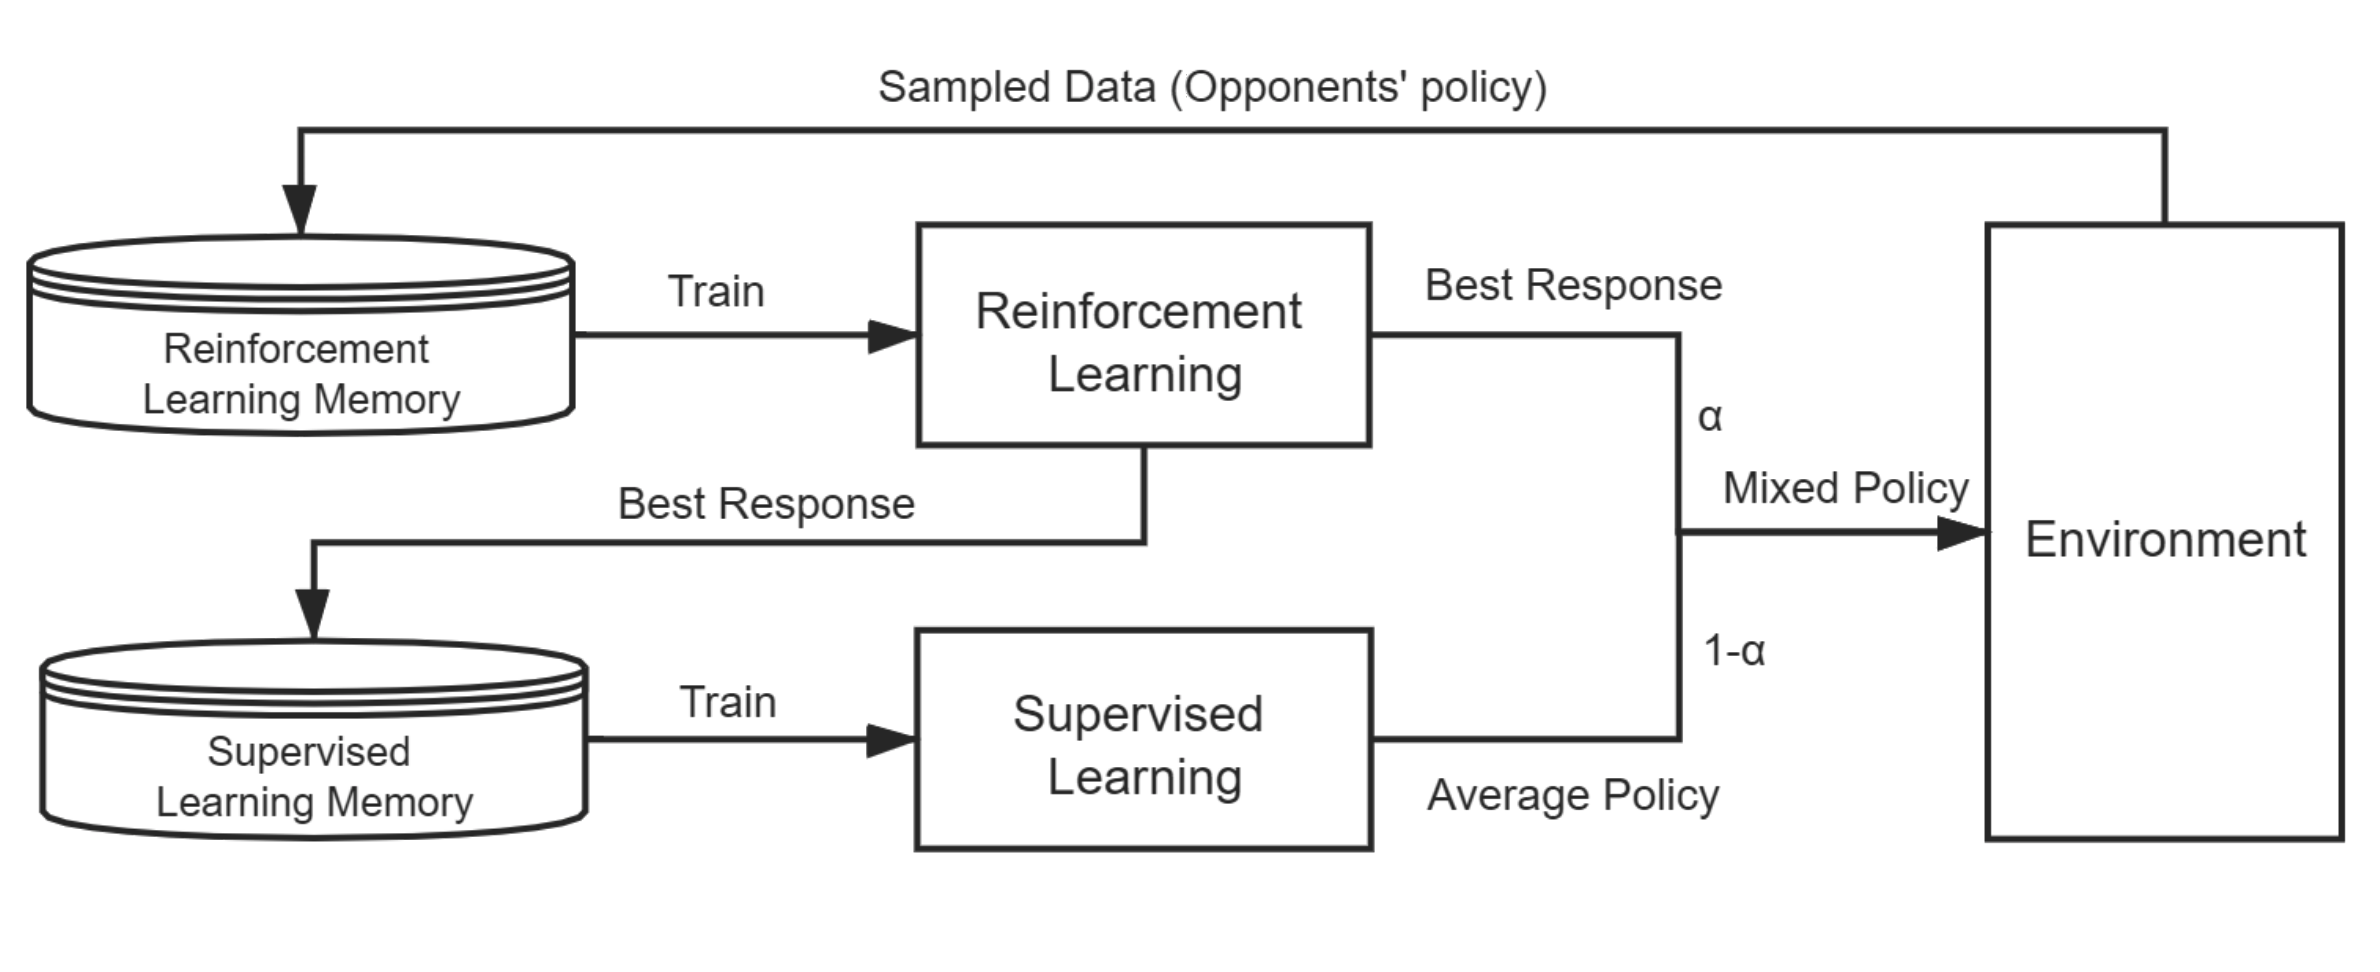 Sampled Data (Opponents' policy)
Reinforcement
Learning Memory
Train
Reinforcement
Learning
Best Response
α
Mixed Policy
Environment
Best Response
1-α
Supervised
Learning Memory
Train
Supervised
Learning
Average Policy